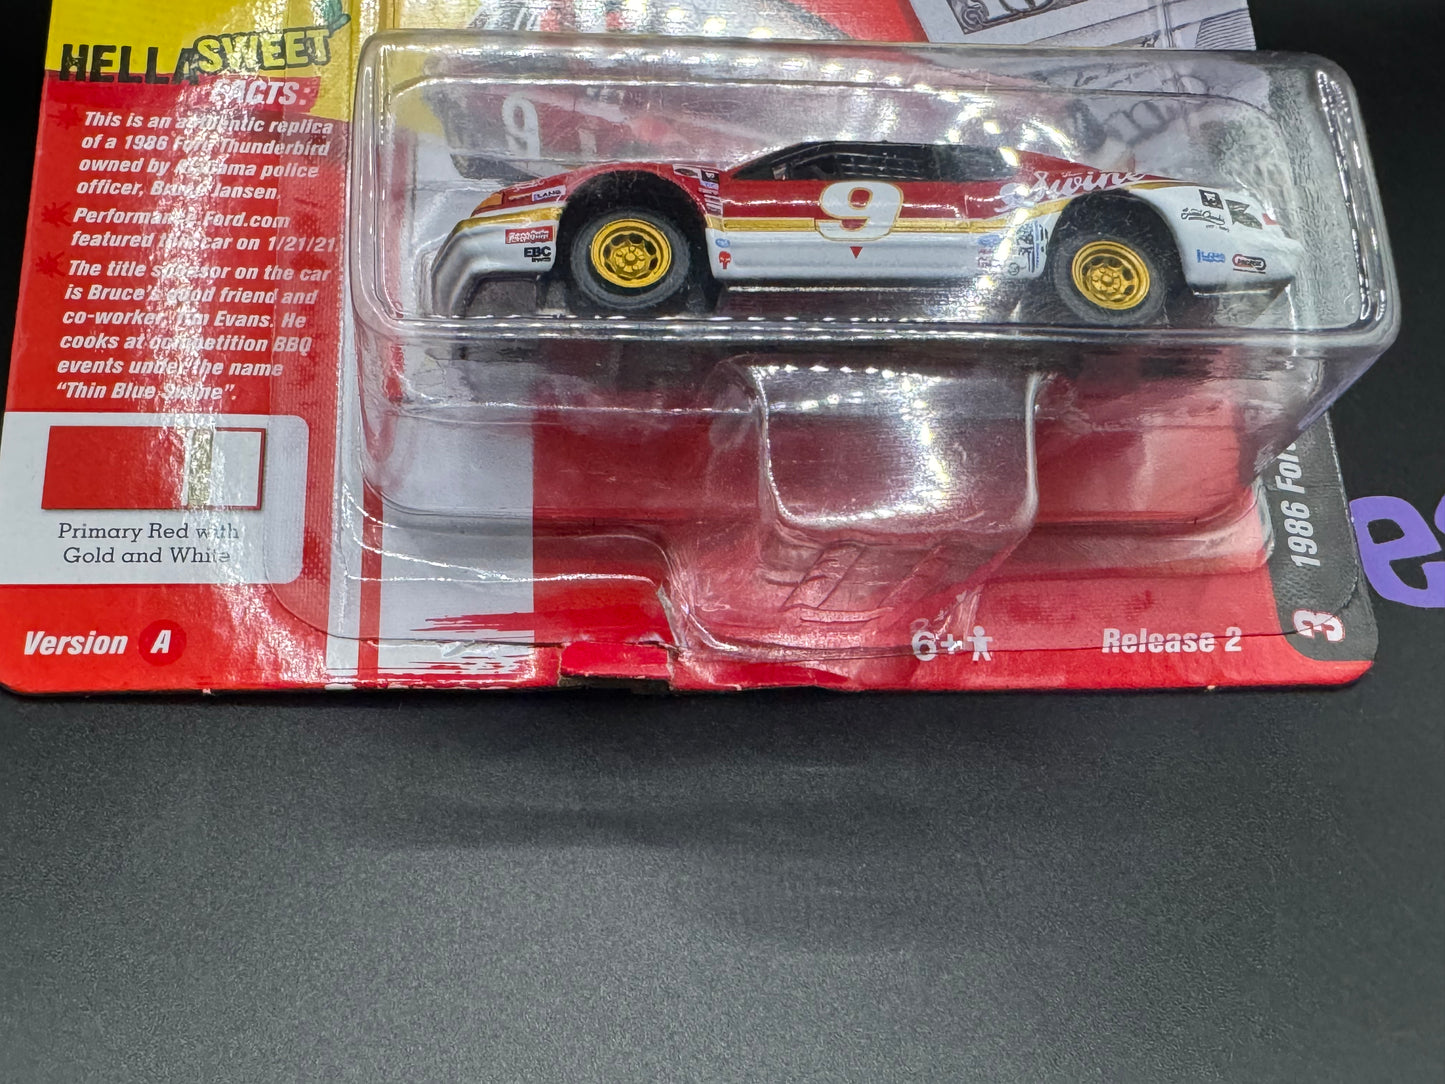 HELLA SWEET
FACTS:
This is an authentic replica
of a 1986 Ford Thunderbird
owned by Alabama police
officer, Bruce Jansen.
Performance.Ford.com
featured this car on 1/21/21.
The title sponsor on the car
is Bruce's good friend and
co-worker, Tim Evans. He
cooks at competition BBQ
events under the name
"Thin Blue Swine".
Primary Red with
Gold and White
Version A
9
9
Swine
EBC
6+
Release 2
1986 For
3